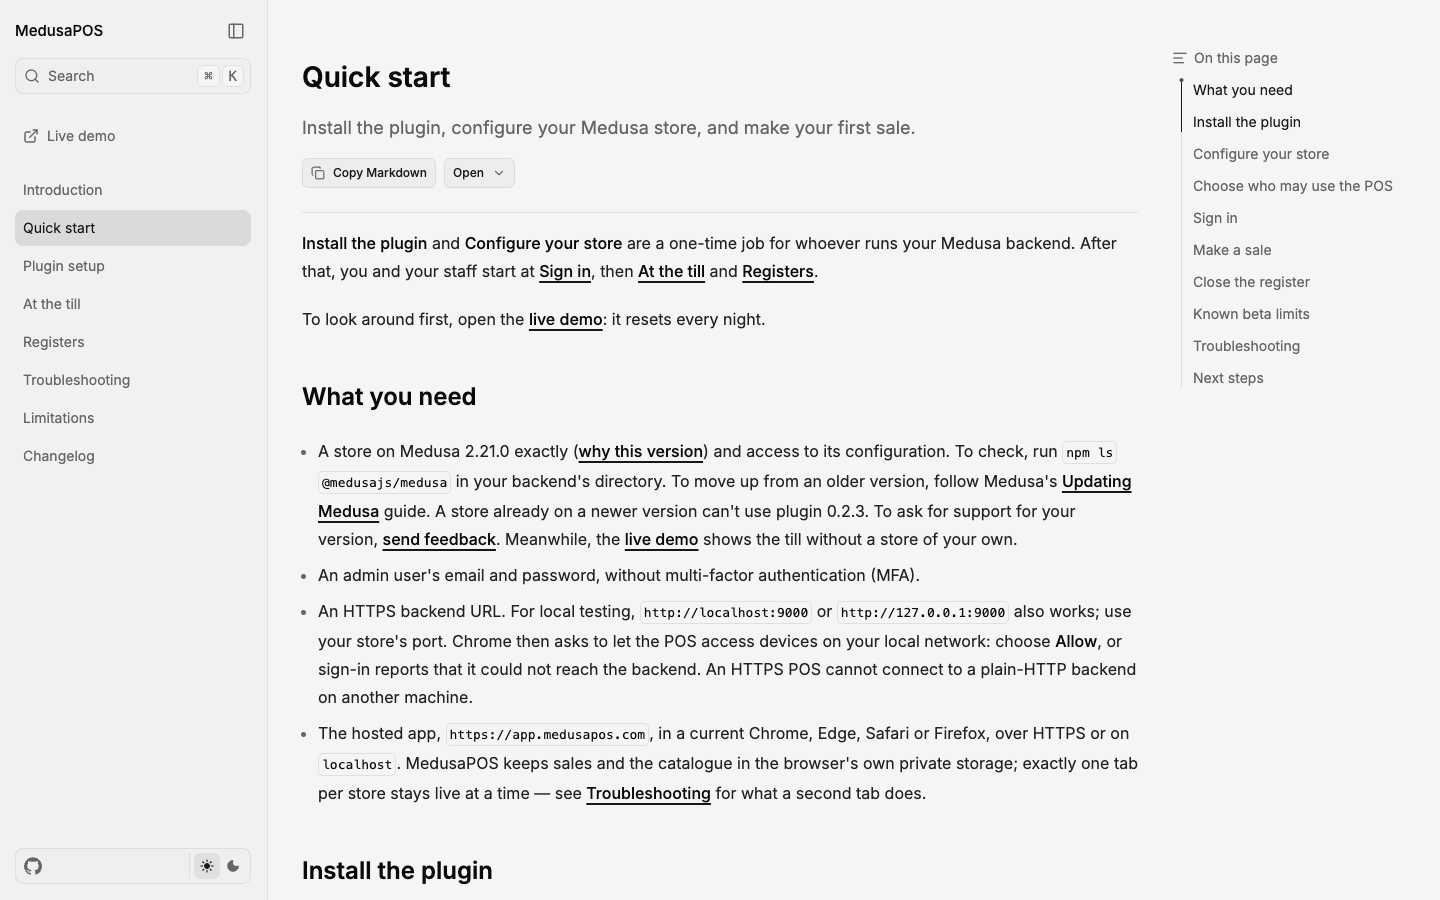 MedusaPOS
Search
⌘ K
Live demo
Introduction
Quick start
Plugin setup
At the till
Registers
Troubleshooting
Limitations
Changelog
Quick start
Install the plugin, configure your Medusa store, and make your first sale.
Copy Markdown
Open
Install the plugin and Configure your store are a one-time job for whoever runs your Medusa backend. After
that, you and your staff start at Sign in, then At the till and Registers.
To look around first, open the live demo: it resets every night.
What you need
A store on Medusa 2.21.0 exactly (why this version) and access to its configuration. To check, run npm ls
@medusajs/medusa in your backend's directory. To move up from an older version, follow Medusa's Updating
Medusa guide. A store already on a newer version can't use plugin 0.2.3. To ask for support for your
version, send feedback. Meanwhile, the live demo shows the till without a store of your own.
An admin user's email and password, without multi-factor authentication (MFA).
An HTTPS backend URL. For local testing, http://localhost:9000 or http://127.0.0.1:9000 also works; use
your store's port. Chrome then asks to let the POS access devices on your local network: choose Allow, or
sign-in reports that it could not reach the backend. An HTTPS POS cannot connect to a plain-HTTP backend
on another machine.
The hosted app, https://app.medusapos.com, in a current Chrome, Edge, Safari or Firefox, over HTTPS or on
localhost. MedusaPOS keeps sales and the catalogue in the browser's own private storage; exactly one tab
per store stays live at a time — see Troubleshooting for what a second tab does.
Install the plugin
On this page
What you need
Install the plugin
Configure your store
Choose who may use the POS
Sign in
Make a sale
Close the register
Known beta limits
Troubleshooting
Next steps